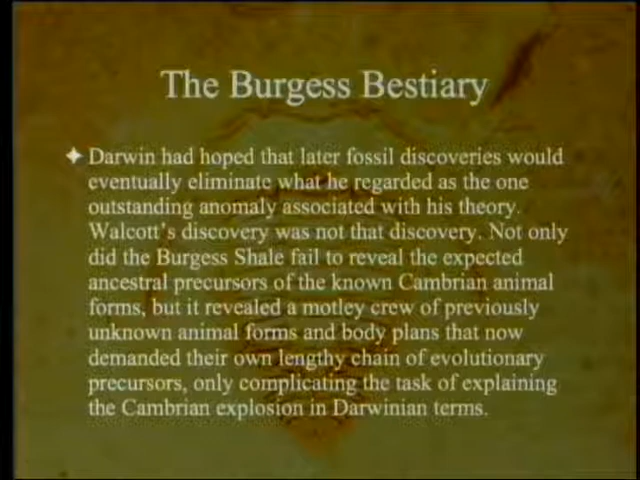 The Burgess Bestiary
Darwin had hoped that later fossil discoveries would
eventually eliminate what he regarded as the one
outstanding anomaly associated with his theory.
Walcott's discovery was not that discovery. Not only
did the Burgess Shale fail to reveal the expected
ancestral precursors of the known Cambrian animal
forms, but it revealed a motley crew of previously
unknown animal forms and body plans that now
demanded their own lengthy chain of evolutionary
precursors, only complicating the task of explaining
the Cambrian explosion in Darwinian terms.